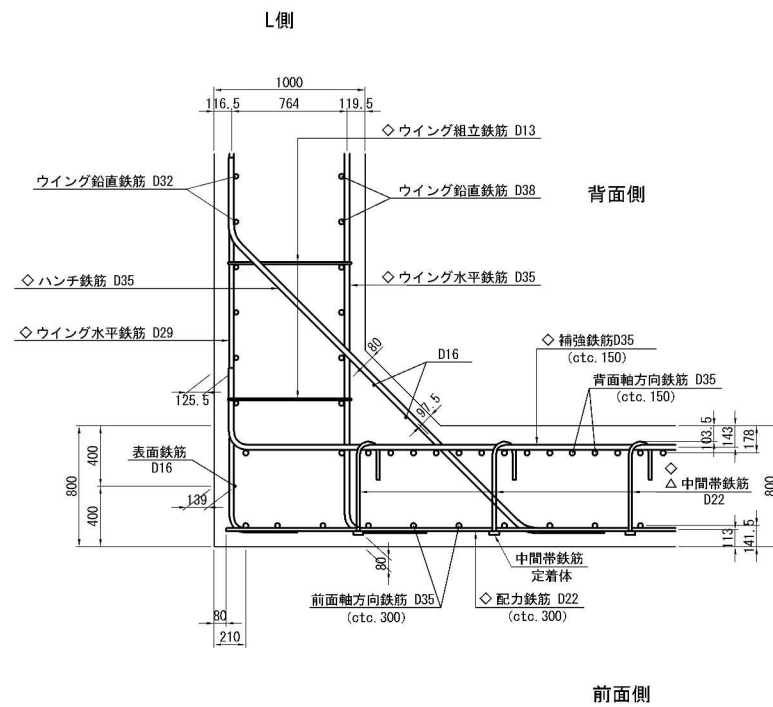 L側
1000
116.5
764
119.5
◇ ウイング組立鉄筋 D13
ウイング鉛直鉄筋 D32
ウイング鉛直鉄筋 D38
背面側
◇ ハンチ鉄筋 D35
◇ ウイング水平鉄筋 D35
◇ ウイング水平鉄筋 D29
80
D16
◇ 補強鉄筋D35
(ctc.150)
背面軸方向鉄筋 D35
(ctc.150)
125.5
97.5
103.5
143
178
800
400
表面鉄筋
D16
◇
△ 中間帯鉄筋
D22
800
139
400
80
中間帯鉄筋
定着体
113
141.5
前面軸方向鉄筋 D35
(ctc.300)
◇ 配力鉄筋 D22
(ctc.300)
80
210
前面側